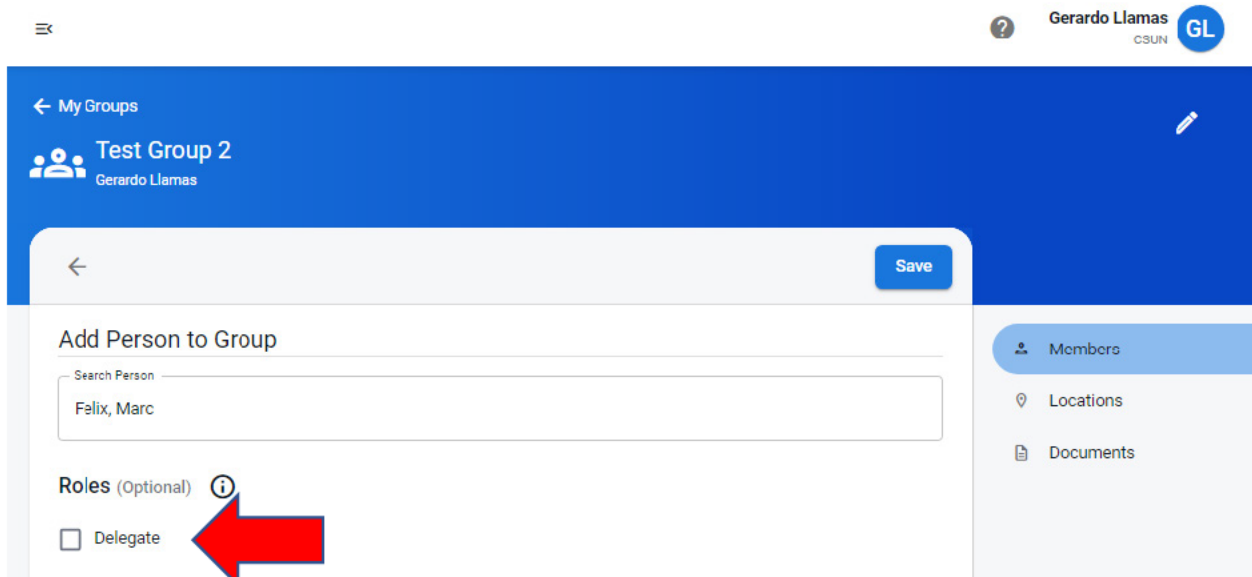 Gerardo Llamas
CSUN
GL
My Groups
Test Group 2
Gerardo Llamas
Save
Add Person to Group
Search Person
Felix, Marc
Roles (Optional)
Delegate
Members
Locations
Documents